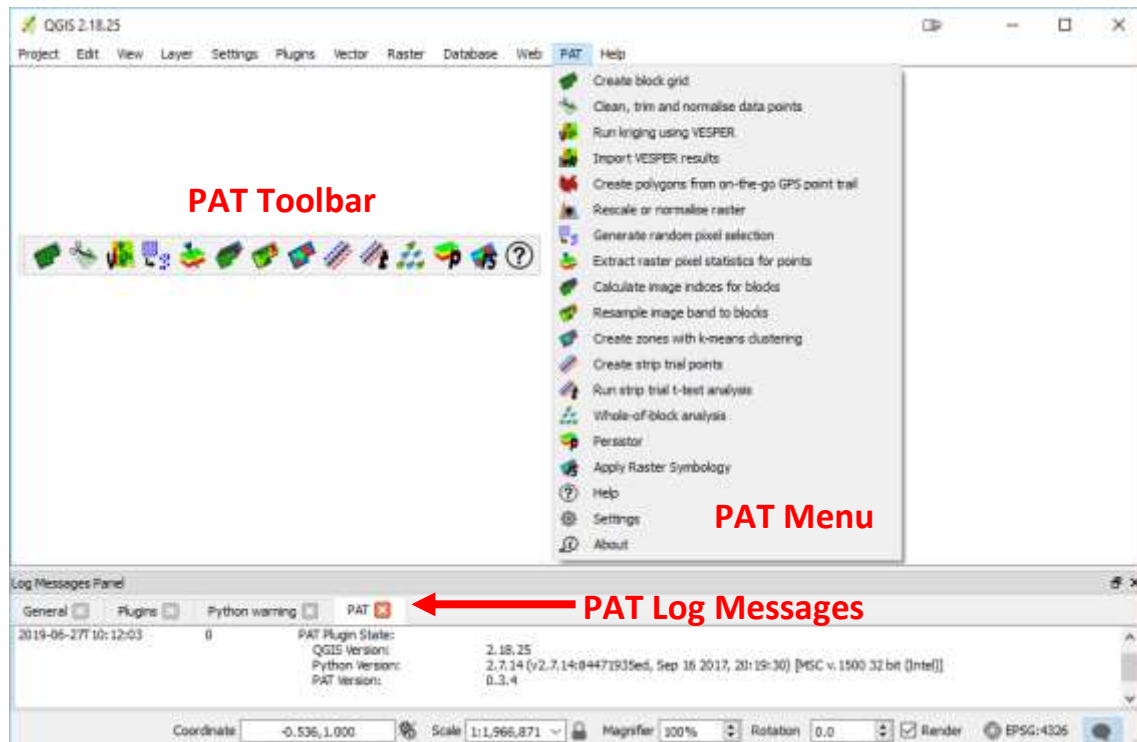 QGIS 2.18.25
Project Edit View Layer Settings Plugins Vector Raster Database Web PAT Help
Create block grid
Clean, trim and normalise data points
Run kriging using VESPER
Import VESPER results
Create polygons from on-the-go GPS point trail
PAT Toolbar
Rescale or normalise raster
Generate random pixel selection
Extract raster pixel statistics for points
Calculate image indices for blocks
Resample image band to blocks
Create zones with k-means clustering
Create strip trial points
Run strip trial t-test analysis
Whole-of-block analysis
Persistor
Apply Raster Symbology
Help
Settings
About
PAT Menu
Log Messages Panel
General Plugins Python warning PAT
PAT Log Messages
2019-06-27T10:12:03 0 PAT Plugin State:
QGIS Version: 2.18.25
Python Version: 2.7.14 (v2.7.14:84471935ed, Sep 16 2017, 20:19:30) [MSC v.1500 32 bit (Intel)]
PAT Version: 0.3.4
Coordinate -0.536,1.000 Scale 1:1,966,871 Magnifier 100% Rotation 0.0 Render EPSG:4326